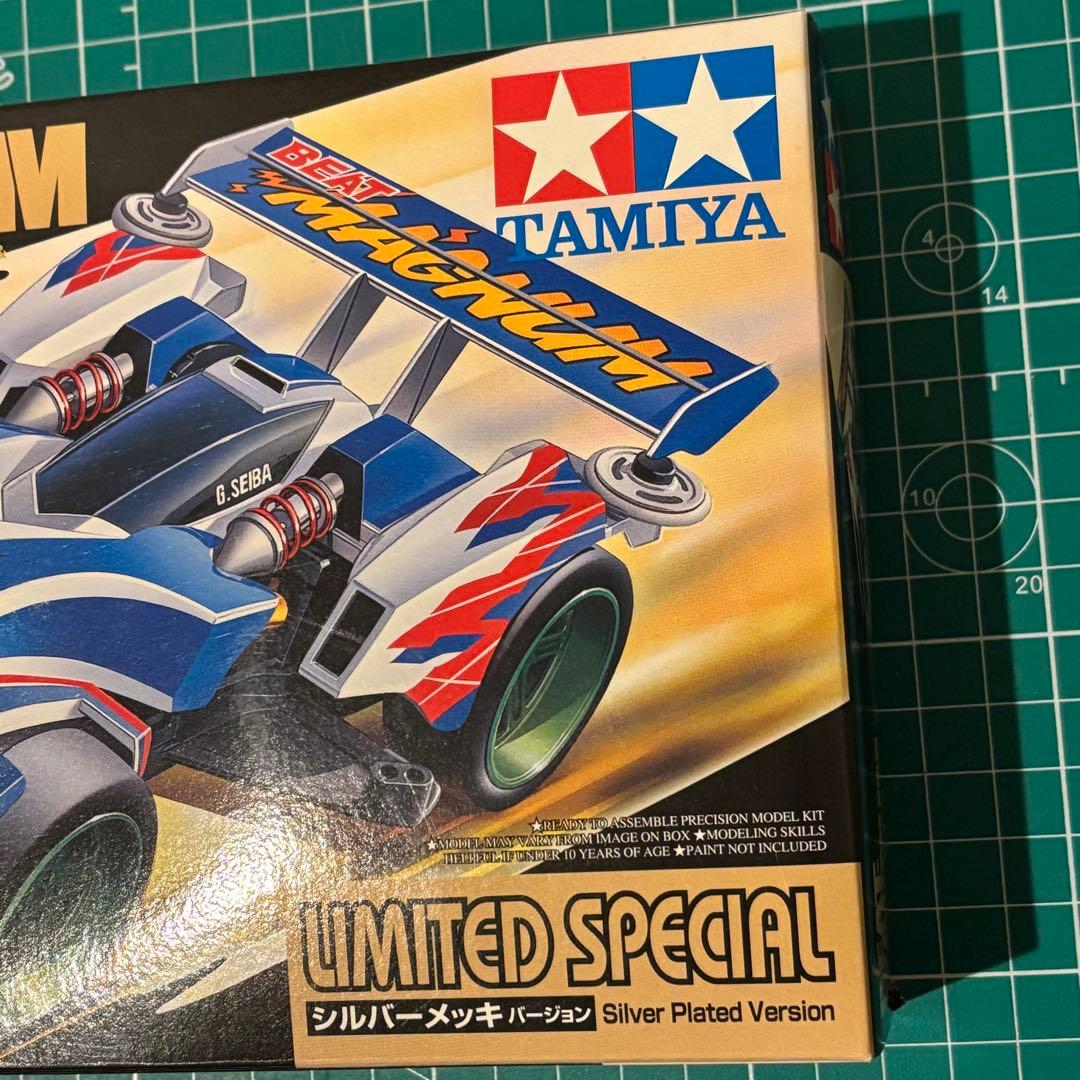 UM
TAMIYA
BEAT
MAGNUM
G.SEIBA
★READY TO ASSEMBLE PRECISION MODEL KIT
★MODEL MAY VARY FROM IMAGE ON BOX ★MODELING SKILLS
HELPFUL IF UNDER 10 YEARS OF AGE ★PAINT NOT INCLUDED
LIMITED SPECIAL
シルバーメッキ バージョン Silver Plated Version
4
14
10
20